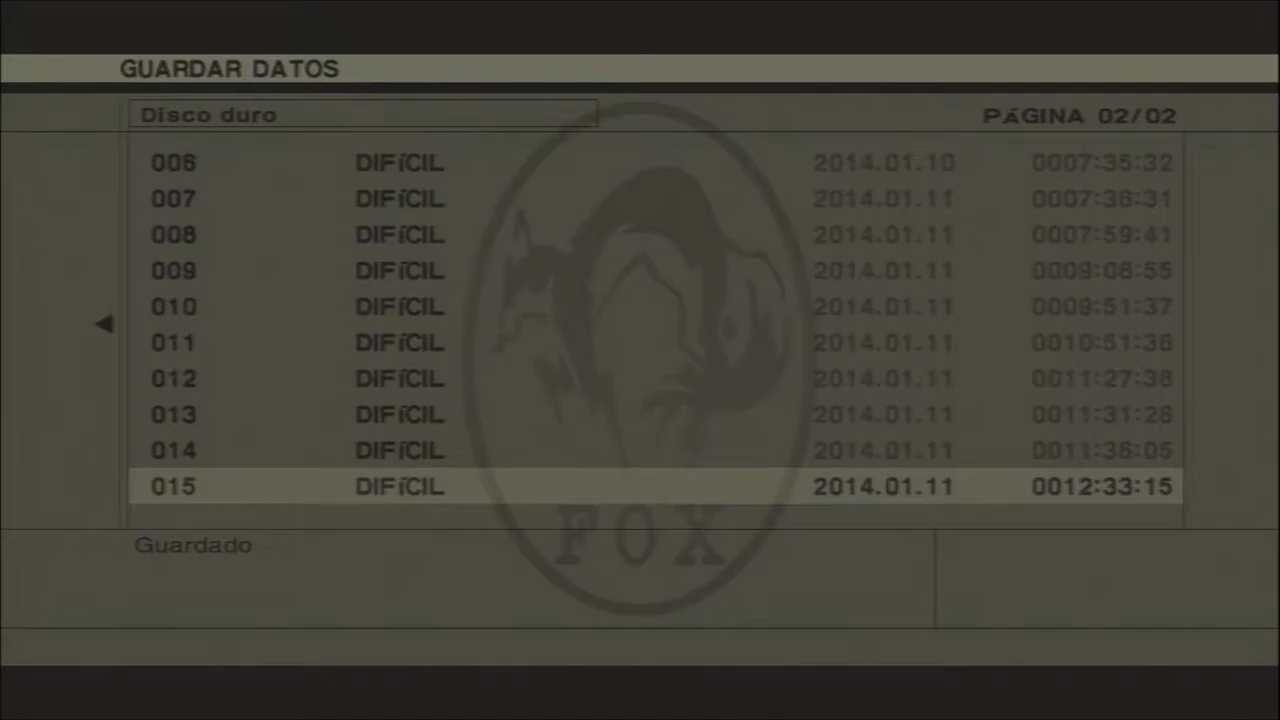 GUARDAR DATOS
Disco duro PÁGINA 02/02
006 DIFíCIL 2014.01.10 0007:35:32
007 DIFíCIL 2014.01.11 0007:38:31
008 DIFíCIL 2014.01.11 0007:59:41
009 DIFíCIL 2014.01.11 0009:08:55
010 DIFíCIL 2014.01.11 0009:51:37
011 DIFíCIL 2014.01.11 0010:51:36
012 DIFíCIL 2014.01.11 0011:27:36
013 DIFíCIL 2014.01.11 0011:31:26
014 DIFíCIL 2014.01.11 0011:36:05
015 DIFíCIL 2014.01.11 0012:33:15
FOX
Guardado